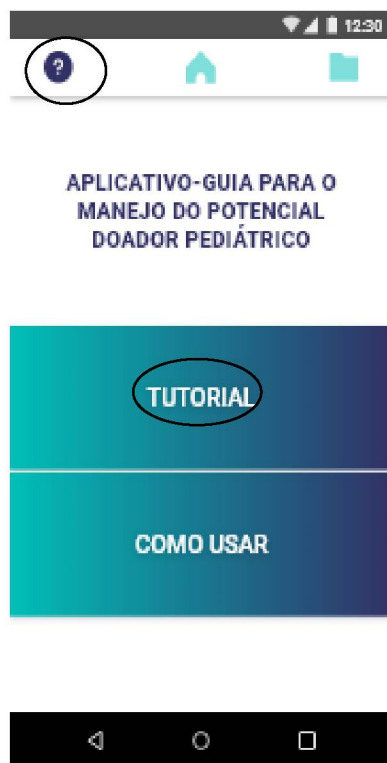 12:30
?
APLICATIVO-GUIA PARA O
MANEJO DO POTENCIAL
DOADOR PEDIÁTRICO
TUTORIAL
COMO USAR